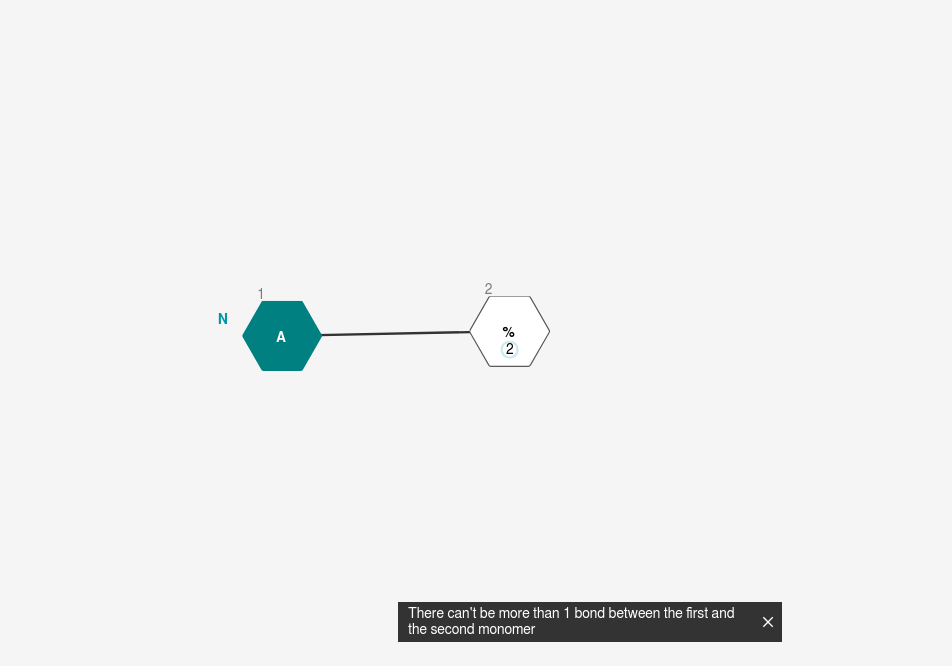 1
2
N
A
%
2
There can't be more than 1 bond between the first and
the second monomer